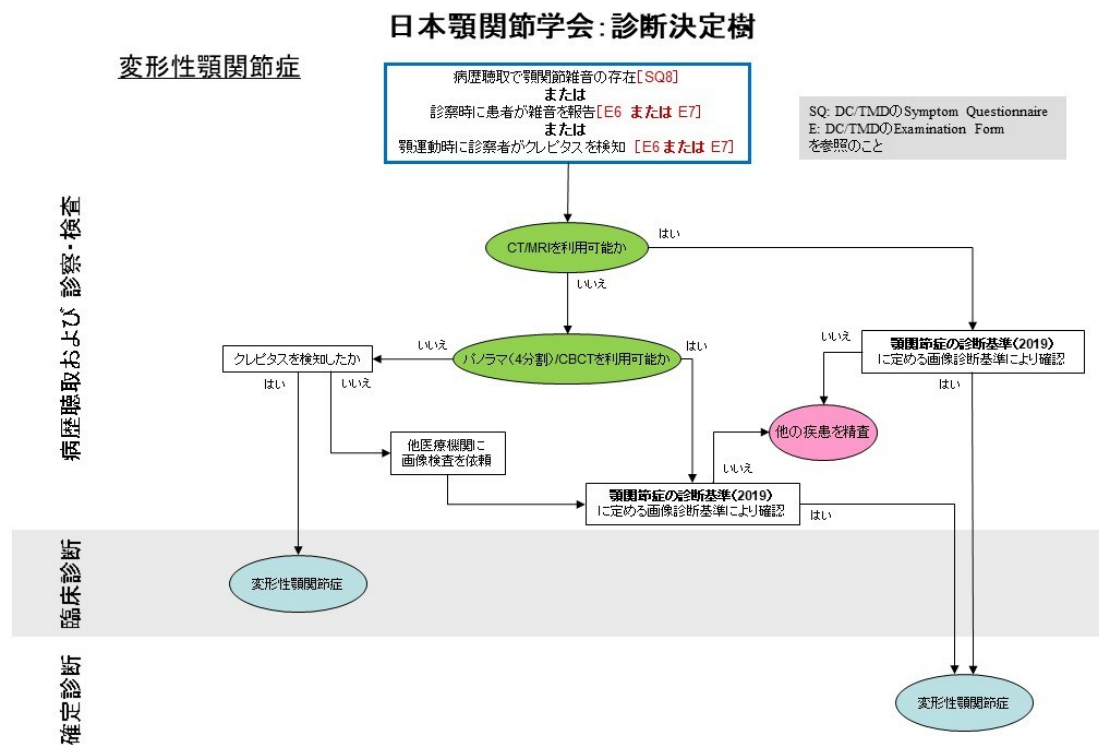 日本顎関節学会：診断決定樹
変形性顎関節症
病歴聴取で顎関節雑音の存在[SQ8]
または
診察時に患者が雑音を報告[E6 または E7]
または
顎運動時に診察者がクレピタスを検知 [E6 または E7]
SQ: DC/TMDのSymptom Questionnaire
E: DC/TMDのExamination Form
を参照のこと
病歴聴取および 診察・検査
CT/MRIを利用可能か
はい
いいえ
クレピタスを検知したか
いいえ
パノラマ（4分割）/CBCTを利用可能か
はい
いいえ
顎関節症の診断基準（2019）
に定める画像診断基準により確認
はい
いいえ
はい
他の疾患を精査
他医療機関に
画像検査を依頼
いいえ
顎関節症の診断基準（2019）
に定める画像診断基準により確認
はい
臨床診断
変形性顎関節症
確定診断
変形性顎関節症